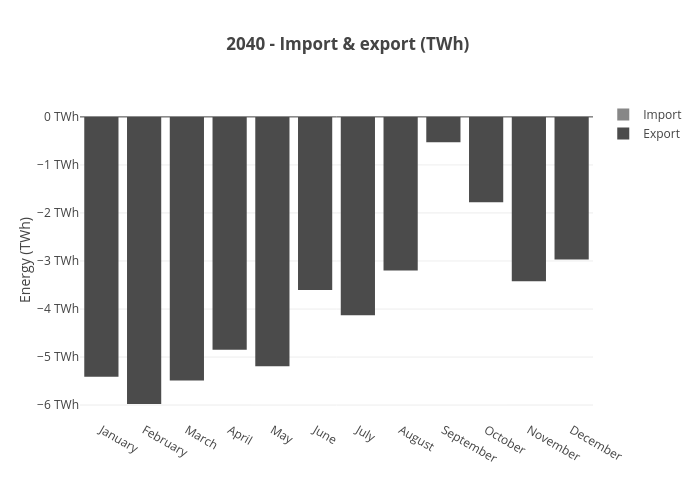 2040 - Import & export (TWh)
Import
Export
Energy (TWh)
0 TWh
−1 TWh
−2 TWh
−3 TWh
−4 TWh
−5 TWh
−6 TWh
January
February
March
April
May
June
July
August
September
October
November
December